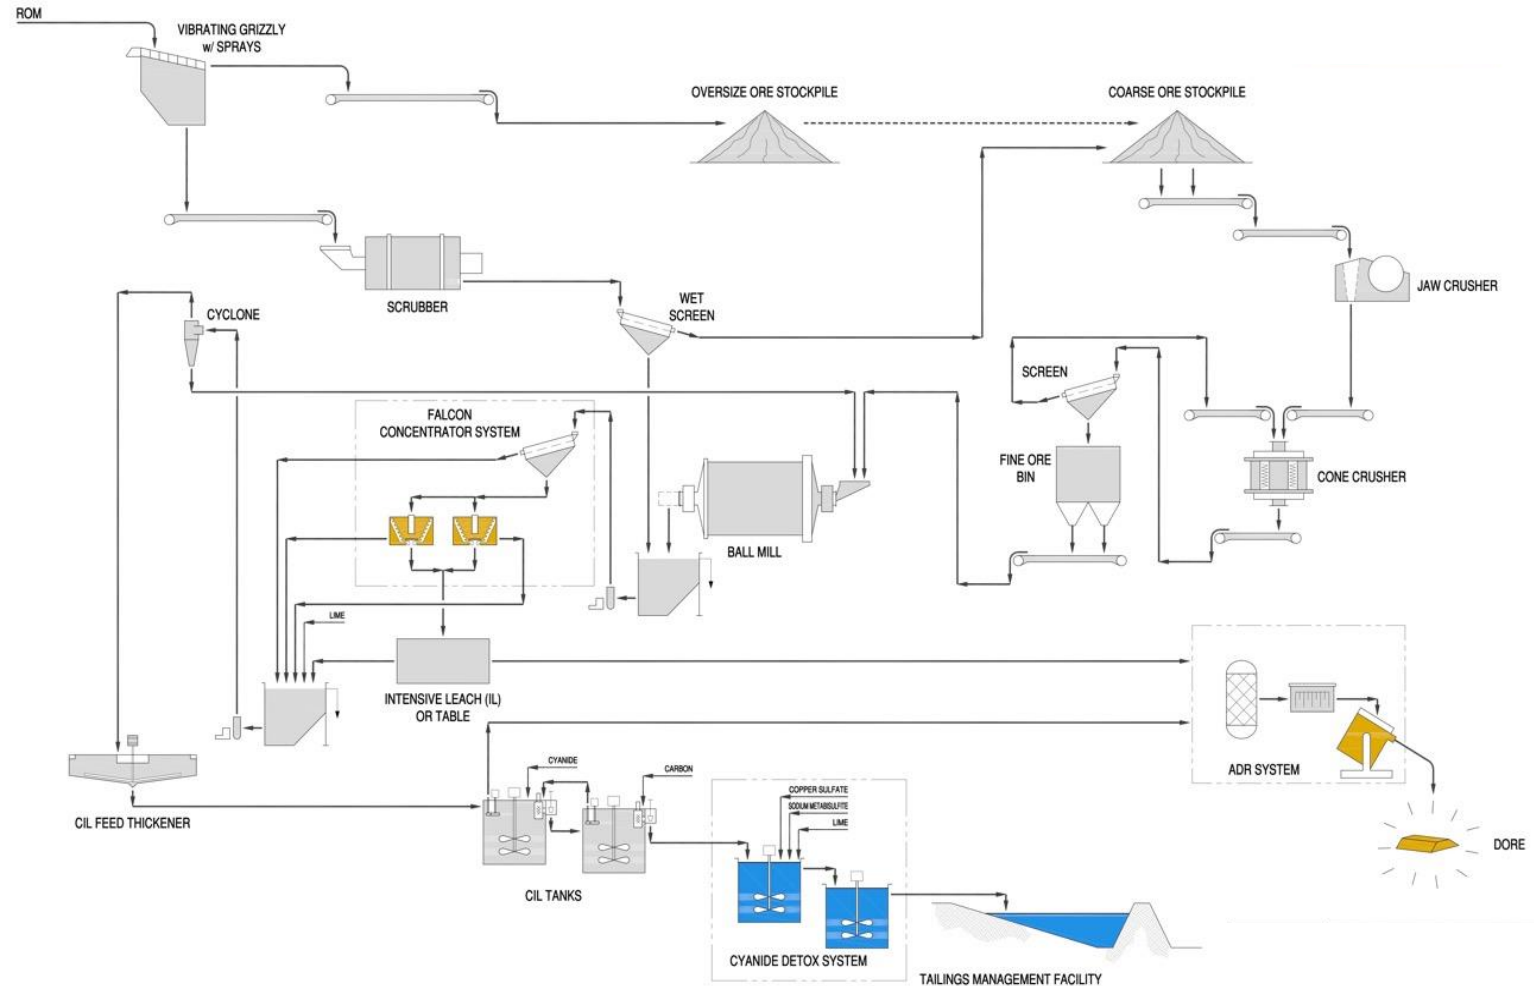 ROM
VIBRATING GRIZZLY
w/ SPRAYS
OVERSIZE ORE STOCKPILE
COARSE ORE STOCKPILE
SCRUBBER
WET
SCREEN
JAW CRUSHER
CYCLONE
SCREEN
FALCON
CONCENTRATOR SYSTEM
FINE ORE
BIN
CONE CRUSHER
BALL MILL
LIME
INTENSIVE LEACH (IL)
OR TABLE
ADR SYSTEM
CYANIDE
CARBON
COPPER SULFATE
SODIUM METABISULFITE
LIME
CIL FEED THICKENER
DORE
CIL TANKS
CYANIDE DETOX SYSTEM
TAILINGS MANAGEMENT FACILITY